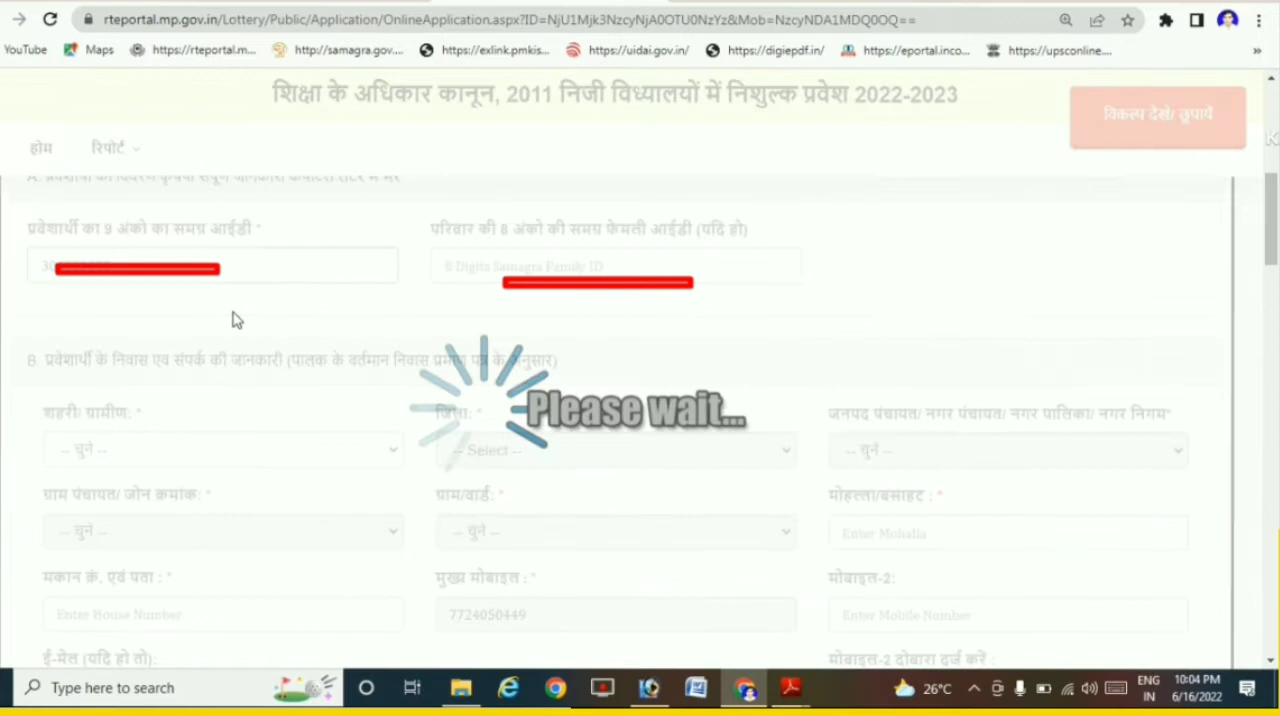 rteportal.mp.gov.in/Lottery/Public/Application/OnlineApplication.aspx?ID=NjU1Mjk3NzcyNjA0OTU0NzYz&Mob=NzcyNDA1MDQ0OQ==
YouTube Maps https://rteportal.m... http://samagra.gov.... https://exlink.pmkis... https://uidai.gov.in/ https://digiepdf.in/ https://eportal.inco... https://upsconline.... »
शिक्षा के अधिकार कानून, 2011 निजी विध्यालयों में निशुल्क प्रवेश 2022-2023
विकल्प देखे/ छुपायें
होम रिपोर्ट
प्रवेशार्थी का 9 अंको का समग्र आईडी * परिवार की 8 अंको की समग्र फेमली आईडी (यदि हो)
8 Digits Samagra Family ID
B. प्रवेशार्थी के निवास एव संपर्क की जानकारी (पालक के वर्तमान निवास प्रमाण पत्र के अनुसार)
शहरी/ ग्रामीण: * जिला: * जनपद पंचायत/ नगर पंचायत/ नगर पालिका/ नगर निगम*
Please wait...
-- चुने -- -- Select -- -- चुने --
ग्राम पंचायत/ जोन क्रमांक: * ग्राम/वार्ड: * मोहल्ला/बसाहट : *
-- चुने -- -- चुने -- Enter Mohalla
मकान क्रं. एवं पता : * मुख्य मोबाइल : * मोबाइल-2:
Enter House Number 7724050449 Enter Mobile Number
ई-मेल (यदि हो तो): मोबाइल-2 दोबारा दर्ज करें :
Type here to search 26°C ENG 10:04 PM
IN 6/16/2022